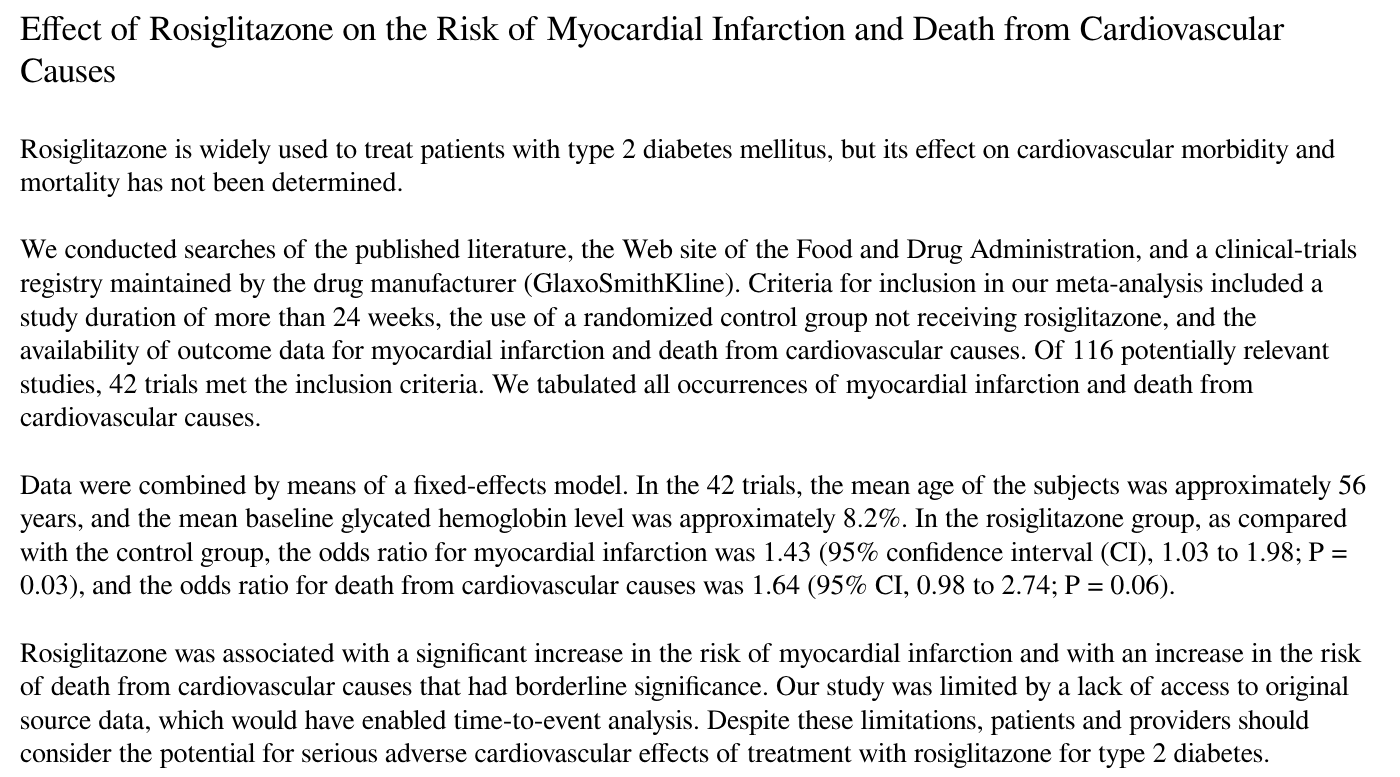 Effect of Rosiglitazone on the Risk of Myocardial Infarction and Death from Cardiovascular
Causes
Rosiglitazone is widely used to treat patients with type 2 diabetes mellitus, but its effect on cardiovascular morbidity and
mortality has not been determined.
We conducted searches of the published literature, the Web site of the Food and Drug Administration, and a clinical-trials
registry maintained by the drug manufacturer (GlaxoSmithKline). Criteria for inclusion in our meta-analysis included a
study duration of more than 24 weeks, the use of a randomized control group not receiving rosiglitazone, and the
availability of outcome data for myocardial infarction and death from cardiovascular causes. Of 116 potentially relevant
studies, 42 trials met the inclusion criteria. We tabulated all occurrences of myocardial infarction and death from
cardiovascular causes.
Data were combined by means of a fixed-effects model. In the 42 trials, the mean age of the subjects was approximately 56
years, and the mean baseline glycated hemoglobin level was approximately 8.2%. In the rosiglitazone group, as compared
with the control group, the odds ratio for myocardial infarction was 1.43 (95% confidence interval (CI), 1.03 to 1.98; P =
0.03), and the odds ratio for death from cardiovascular causes was 1.64 (95% CI, 0.98 to 2.74; P = 0.06).
Rosiglitazone was associated with a significant increase in the risk of myocardial infarction and with an increase in the risk
of death from cardiovascular causes that had borderline significance. Our study was limited by a lack of access to original
source data, which would have enabled time-to-event analysis. Despite these limitations, patients and providers should
consider the potential for serious adverse cardiovascular effects of treatment with rosiglitazone for type 2 diabetes.